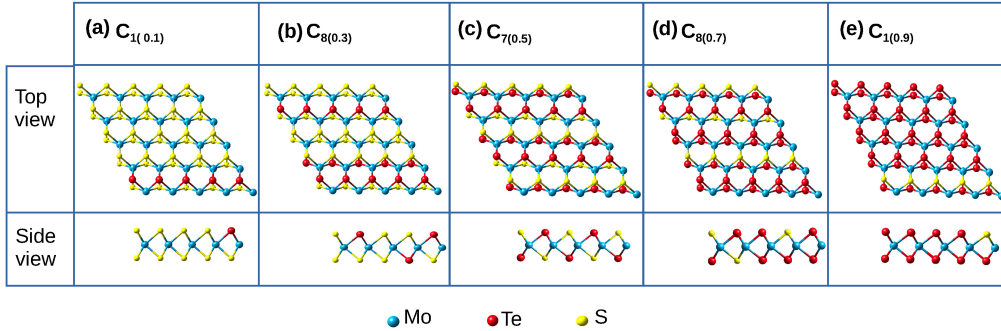 (a) C1( 0.1)
(b) C8(0.3)
(c) C7(0.5)
(d) C8(0.7)
(e) C1(0.9)
Top
view
Side
view
Mo
Te
S